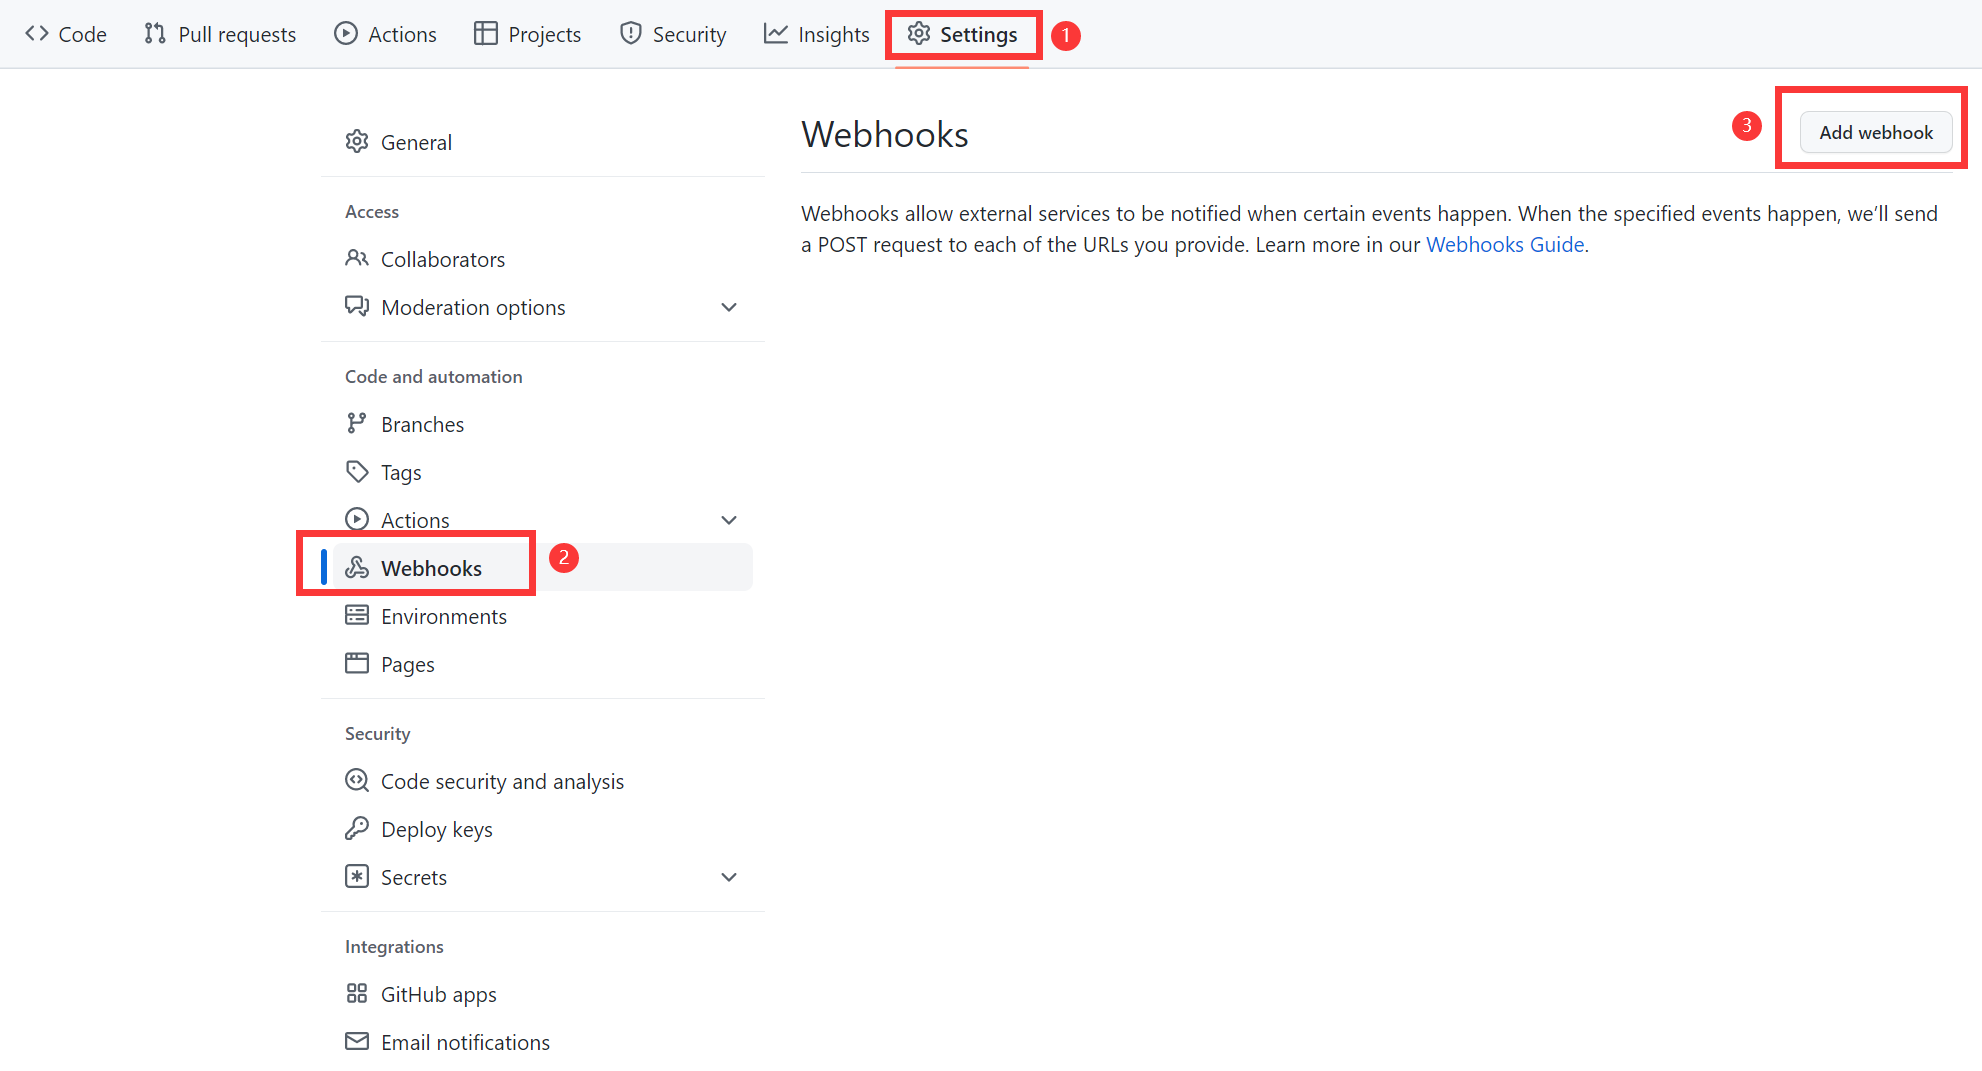 Code Pull requests Actions Projects Security Insights Settings 1
Webhooks 3 Add webhook
General
Access
Webhooks allow external services to be notified when certain events happen. When the specified events happen, we’ll send
a POST request to each of the URLs you provide. Learn more in our Webhooks Guide.
Collaborators
Moderation options
Code and automation
Branches
Tags
Actions
Webhooks 2
Environments
Pages
Security
Code security and analysis
Deploy keys
Secrets
Integrations
GitHub apps
Email notifications